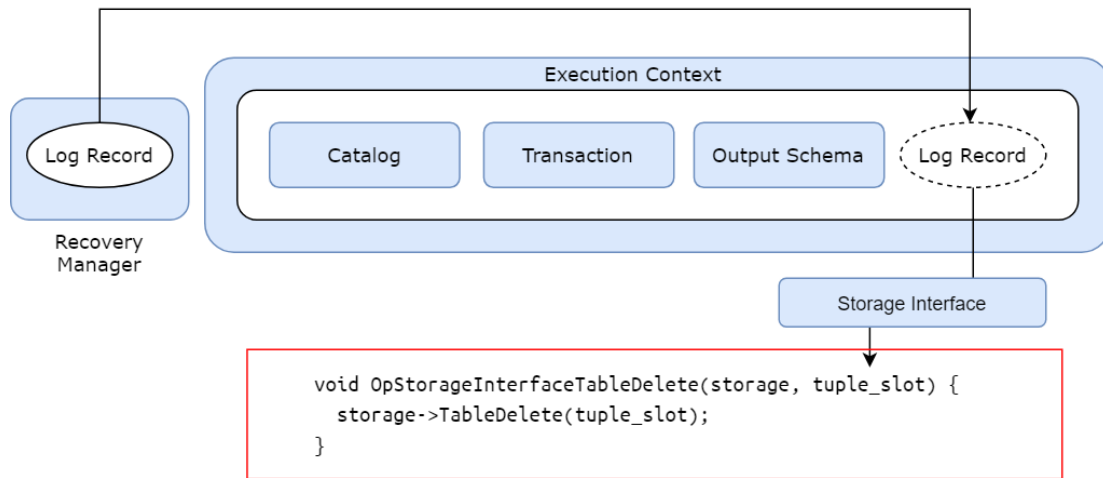 Execution Context
Log Record
Catalog
Transaction
Output Schema
Log Record
Recovery
Manager
Storage Interface
void OpStorageInterfaceTableDelete(storage, tuple_slot) {
  storage->TableDelete(tuple_slot);
}